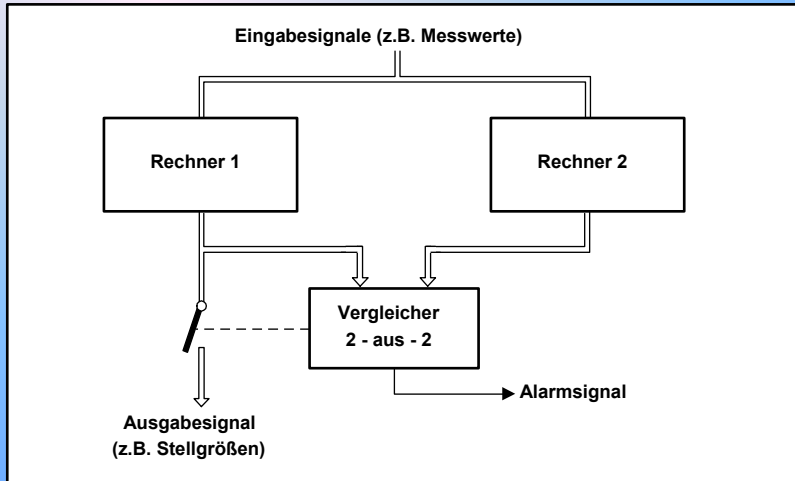 Eingabesignale (z.B. Messwerte)
Rechner 1
Rechner 2
Vergleicher
2 - aus - 2
Alarmsignal
Ausgabesignal
(z.B. Stellgrößen)